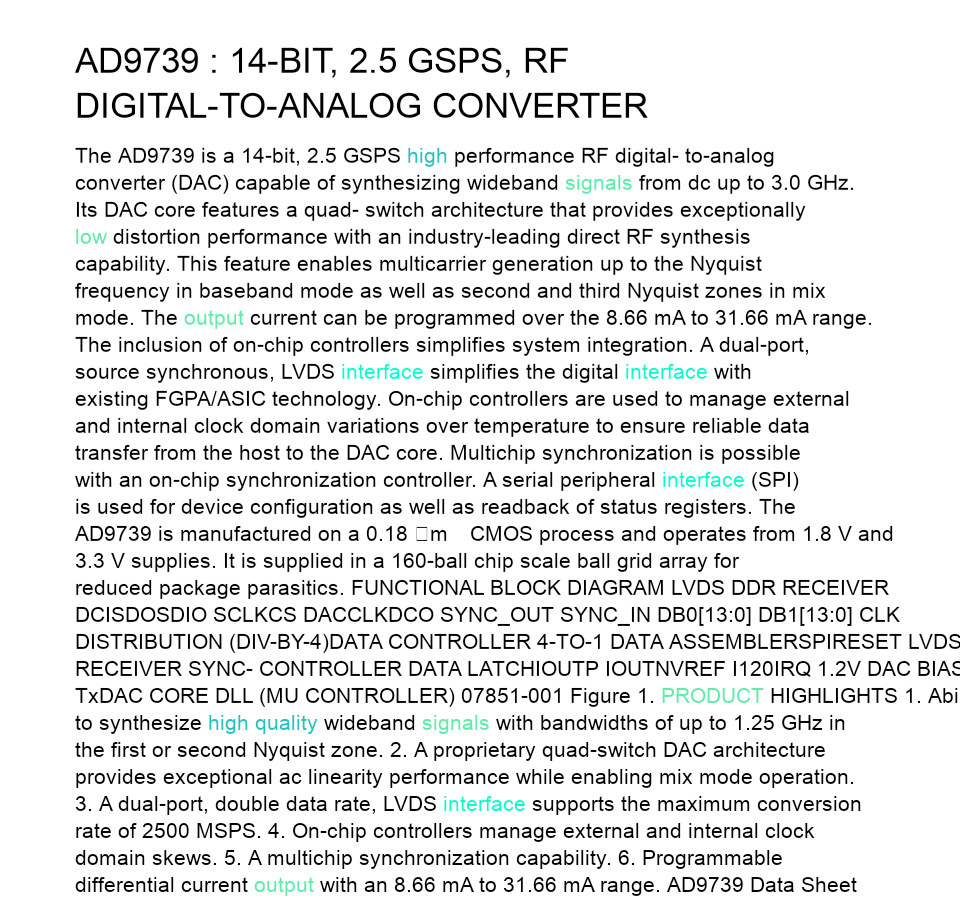 AD9739 : 14-BIT, 2.5 GSPS, RF
DIGITAL-TO-ANALOG CONVERTER
The AD9739 is a 14-bit, 2.5 GSPS high performance RF digital- to-analog
converter (DAC) capable of synthesizing wideband signals from dc up to 3.0 GHz.
Its DAC core features a quad- switch architecture that provides exceptionally
low distortion performance with an industry-leading direct RF synthesis
capability. This feature enables multicarrier generation up to the Nyquist
frequency in baseband mode as well as second and third Nyquist zones in mix
mode. The output current can be programmed over the 8.66 mA to 31.66 mA range.
The inclusion of on-chip controllers simplifies system integration. A dual-port,
source synchronous, LVDS interface simplifies the digital interface with
existing FGPA/ASIC technology. On-chip controllers are used to manage external
and internal clock domain variations over temperature to ensure reliable data
transfer from the host to the DAC core. Multichip synchronization is possible
with an on-chip synchronization controller. A serial peripheral interface (SPI)
is used for device configuration as well as readback of status registers. The
AD9739 is manufactured on a 0.18 □m CMOS process and operates from 1.8 V and
3.3 V supplies. It is supplied in a 160-ball chip scale ball grid array for
reduced package parasitics. FUNCTIONAL BLOCK DIAGRAM LVDS DDR RECEIVER
DCISDOSDIO SCLKCS DACCLKDCO SYNC_OUT SYNC_IN DB0[13:0] DB1[13:0] CLK
DISTRIBUTION (DIV-BY-4)DATA CONTROLLER 4-TO-1 DATA ASSEMBLERSPIRESET LVDS
RECEIVER SYNC- CONTROLLER DATA LATCHIOUTP IOUTNVREF I120IRQ 1.2V DAC BIAS
TxDAC CORE DLL (MU CONTROLLER) 07851-001 Figure 1. PRODUCT HIGHLIGHTS 1. Abi
to synthesize high quality wideband signals with bandwidths of up to 1.25 GHz in
the first or second Nyquist zone. 2. A proprietary quad-switch DAC architecture
provides exceptional ac linearity performance while enabling mix mode operation.
3. A dual-port, double data rate, LVDS interface supports the maximum conversion
rate of 2500 MSPS. 4. On-chip controllers manage external and internal clock
domain skews. 5. A multichip synchronization capability. 6. Programmable
differential current output with an 8.66 mA to 31.66 mA range. AD9739 Data Sheet